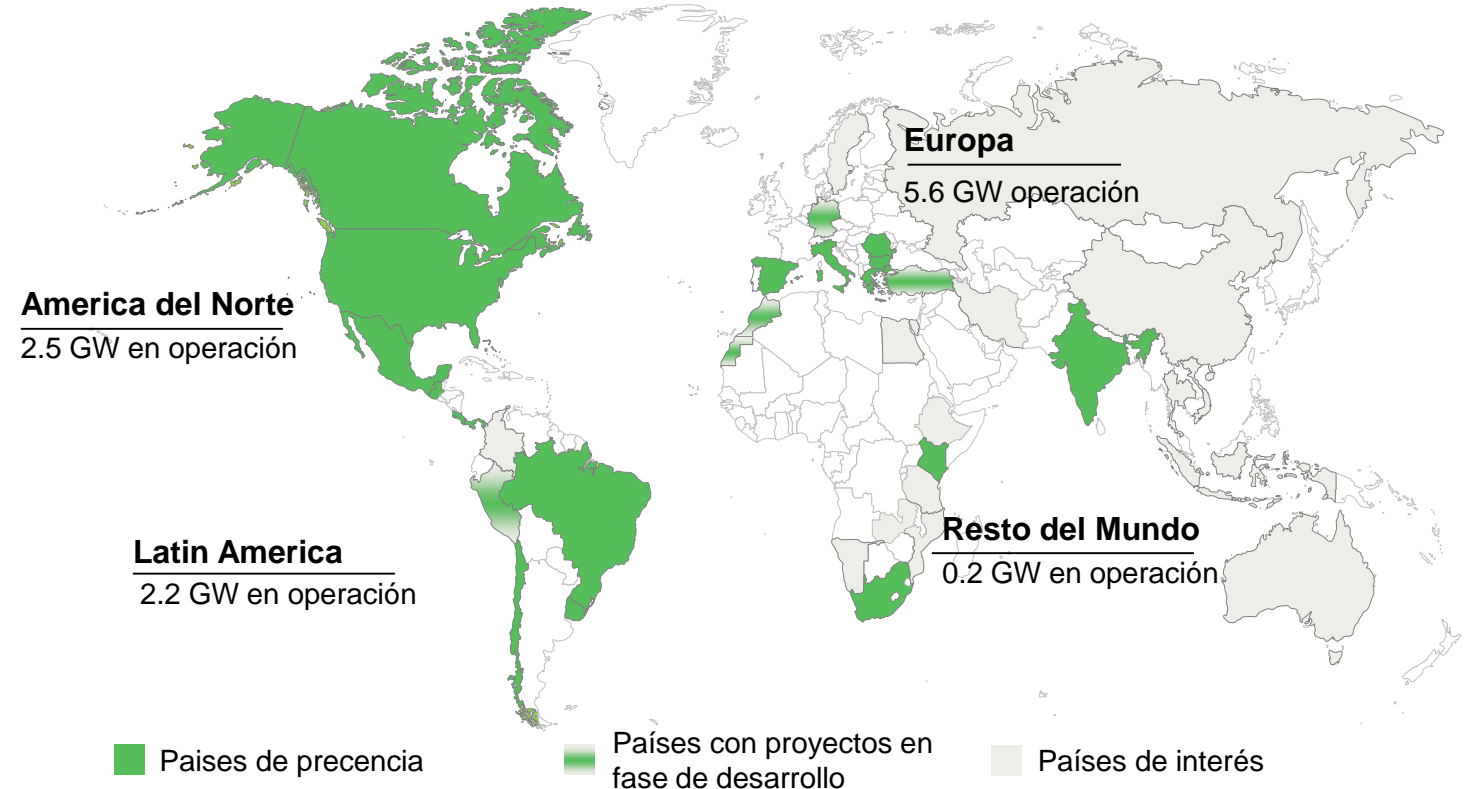 Europa
5.6 GW operación
America del Norte
2.5 GW en operación
Resto del Mundo
0.2 GW en operación
Latin America
2.2 GW en operación
Paises de precencia
Países con proyectos en
fase de desarrollo
Países de interés